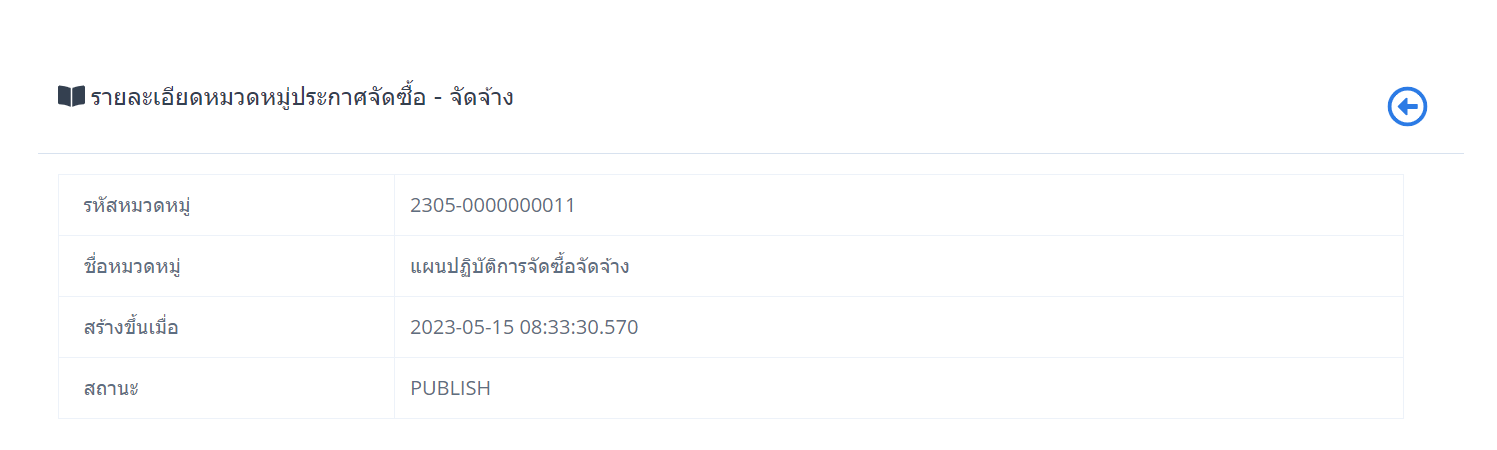 รายละเอียดหมวดหมู่ประกาศจัดซื้อ - จัดจ้าง
รหัสหมวดหมู่ 2305-0000000011
ชื่อหมวดหมู่ แผนปฏิบัติการจัดซื้อจัดจ้าง
สร้างขึ้นเมื่อ 2023-05-15 08:33:30.570
สถานะ PUBLISH